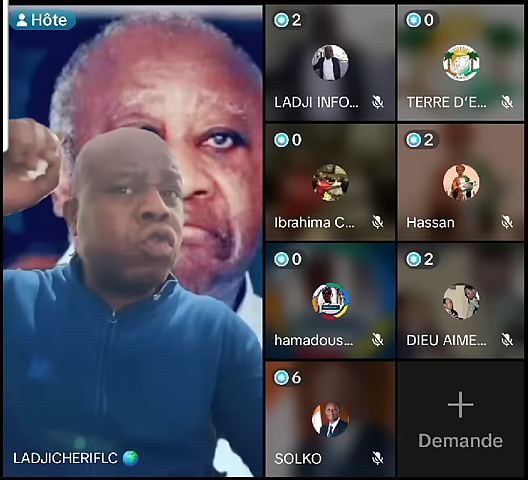 Hôte
LADJICHERIFLC
2
LADJI INFO...
0
TERRE D'E...
0
Ibrahima C...
2
Hassan
0
hamadous...
2
DIEU AIME...
6
SOLKO
Demande